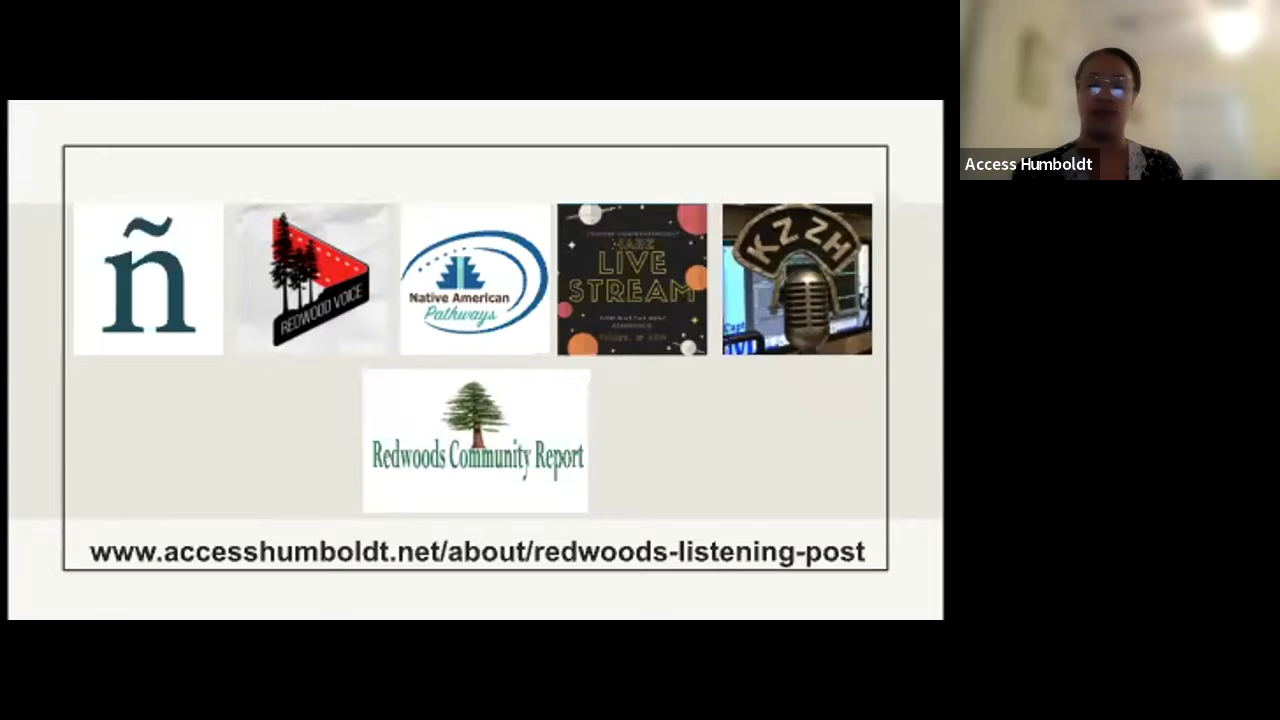 Access Humboldt
ñ
REDWOOD VOICE
Native American
Pathways
LIVE
STREAM
KZZH
Redwoods Community Report
www.accesshumboldt.net/about/redwoods-listening-post